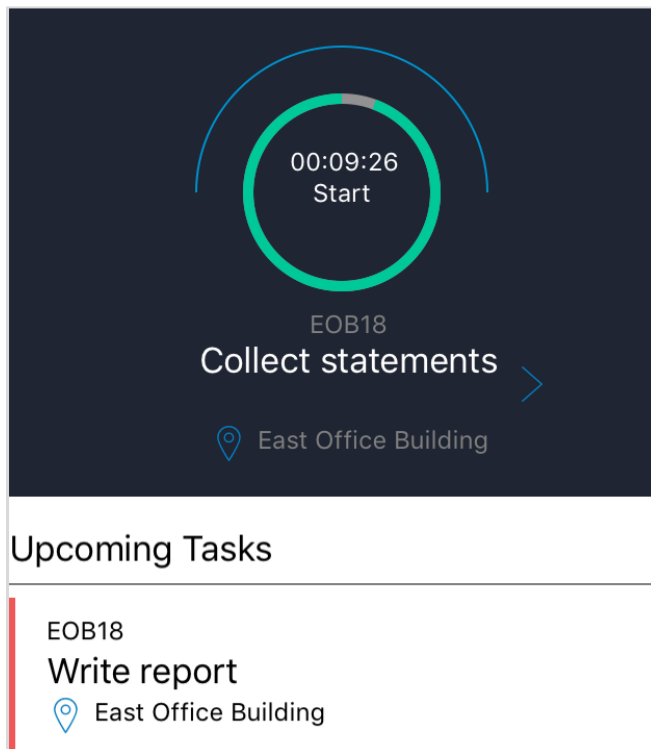 00:09:26
Start
EOB18
Collect statements
East Office Building
Upcoming Tasks
EOB18
Write report
East Office Building